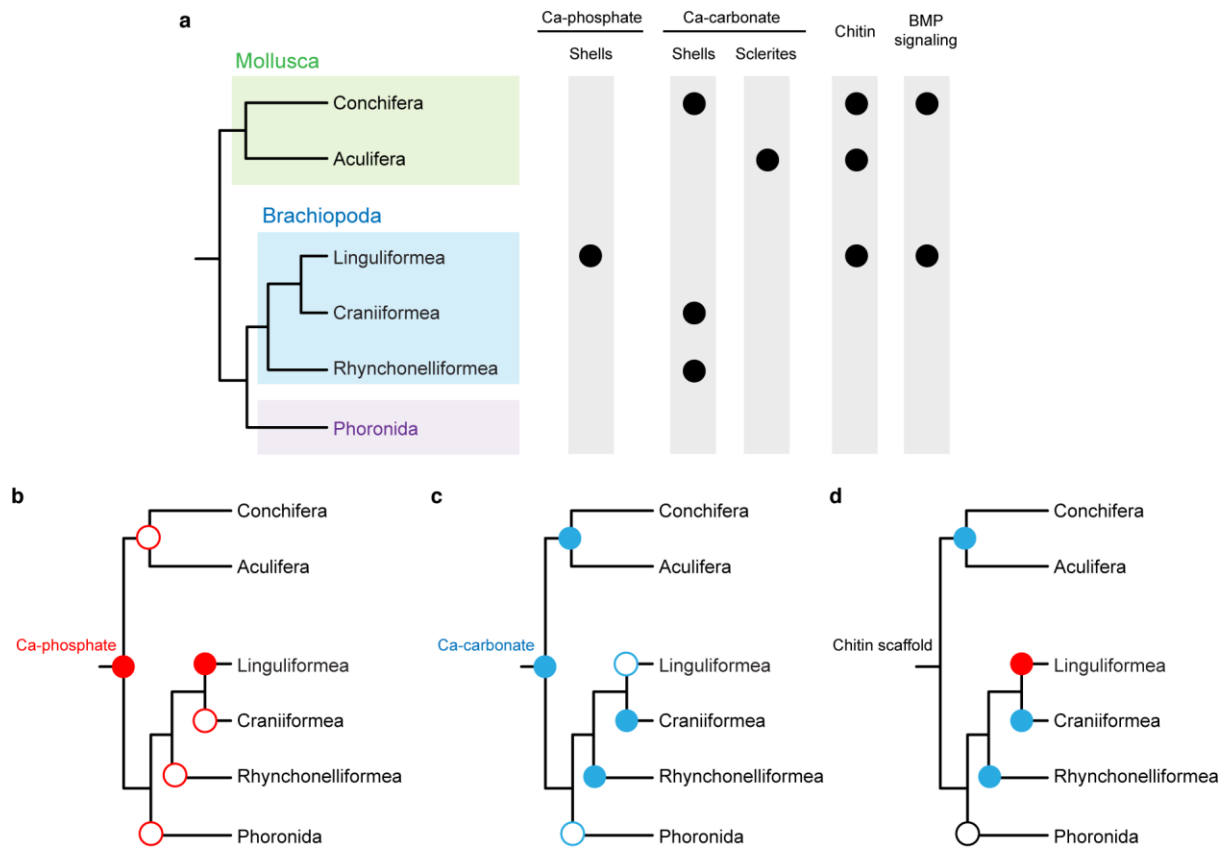 a
Ca-phosphate
Ca-carbonate
Chitin
BMP
signaling
Shells
Shells
Sclerites
Mollusca
Conchifera
Aculifera
Brachiopoda
Linguliformea
Craniiformea
Rhynchonelliformea
Phoronida
b
Conchifera
Aculifera
Ca-phosphate
Linguliformea
Craniiformea
Rhynchonelliformea
Phoronida
c
Conchifera
Aculifera
Ca-carbonate
Linguliformea
Craniiformea
Rhynchonelliformea
Phoronida
d
Conchifera
Aculifera
Chitin scaffold
Linguliformea
Craniiformea
Rhynchonelliformea
Phoronida